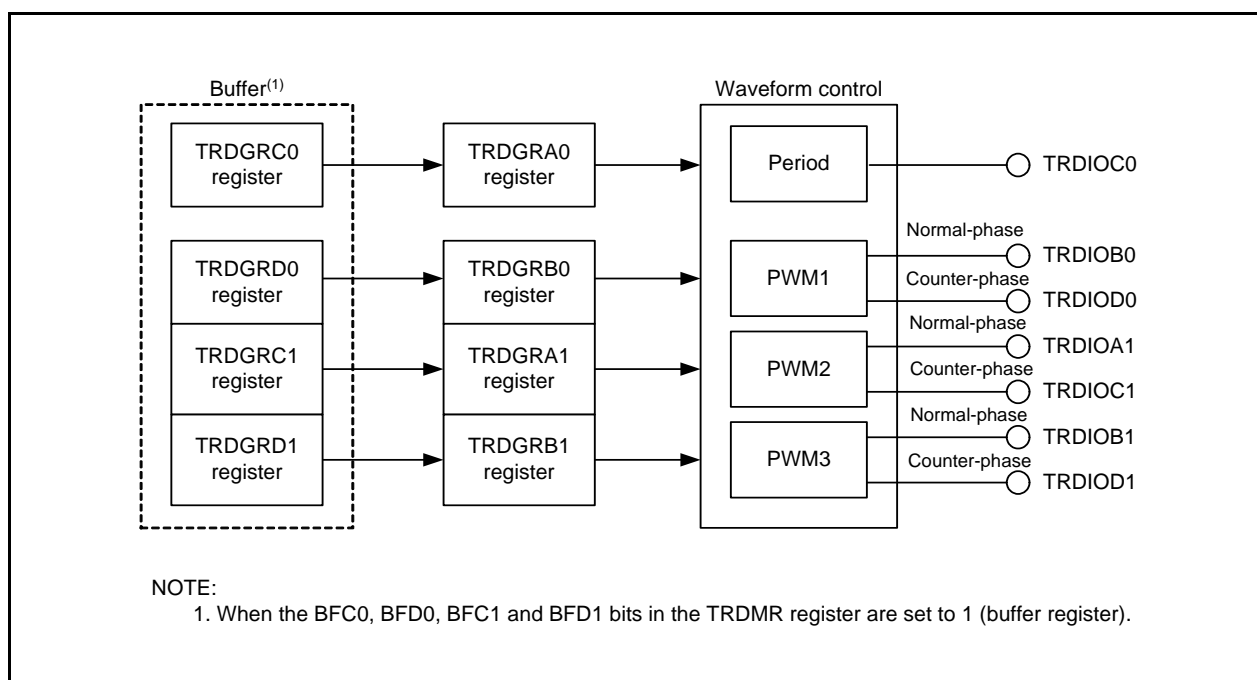 Buffer(1)
Waveform control
TRDGRC0
register
TRDGRA0
register
Period
TRDIOC0
TRDGRD0
register
TRDGRB0
register
PWM1
Normal-phase
TRDIOB0
Counter-phase
TRDIOD0
TRDGRC1
register
TRDGRA1
register
PWM2
Normal-phase
TRDIOA1
Counter-phase
TRDIOC1
TRDGRD1
register
TRDGRB1
register
PWM3
Normal-phase
TRDIOB1
Counter-phase
TRDIOD1
NOTE:
1. When the BFC0, BFD0, BFC1 and BFD1 bits in the TRDMR register are set to 1 (buffer register).